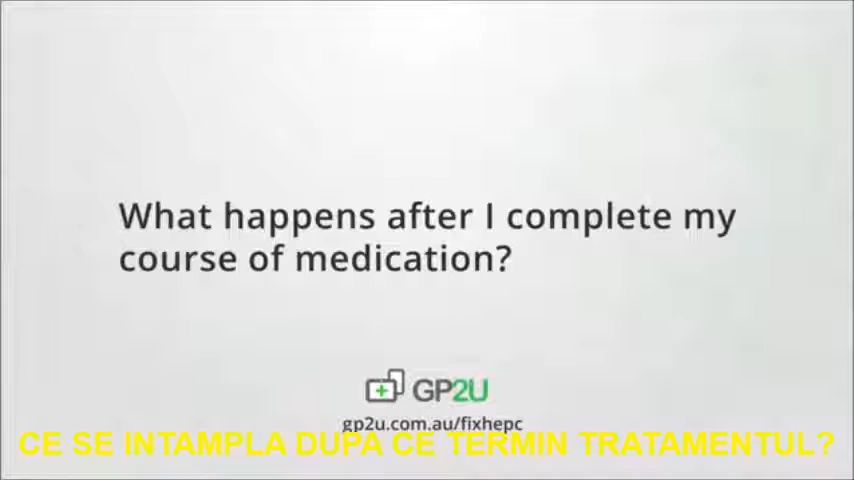 What happens after I complete my
course of medication?
GP2U
gp2u.com.au/fixhepc
CE SE INTAMPLA DUPA CE TERMIN TRATAMENTUL?